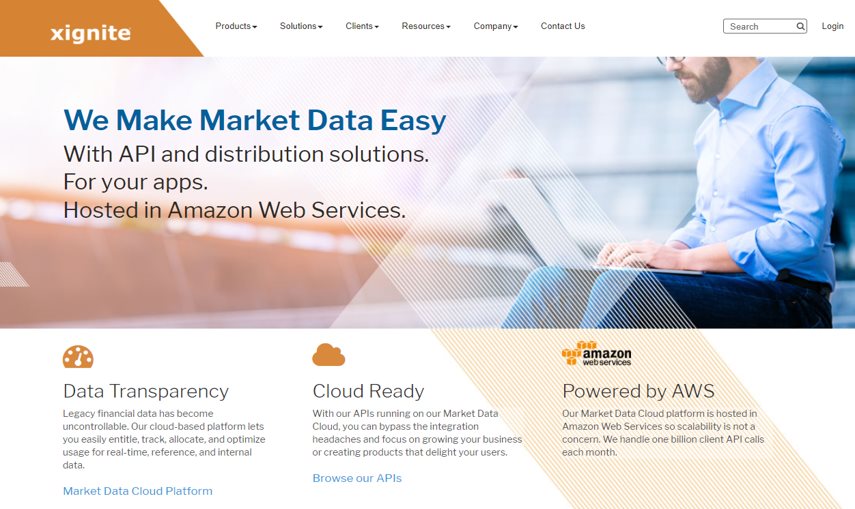 xignite
Products
Solutions
Clients
Resources
Company
Contact Us
Search
Login
We Make Market Data Easy
With API and distribution solutions.
For your apps.
Hosted in Amazon Web Services.
Data Transparency
Legacy financial data has become
uncontrollable. Our cloud-based platform lets
you easily entitle, track, allocate, and optimize
usage for real-time, reference, and internal
data.
Market Data Cloud Platform
Cloud Ready
With our APIs running on our Market Data
Cloud, you can bypass the integration
headaches and focus on growing your business
or creating products that delight your users.
Browse our APIs
amazon
web services
Powered by AWS
Our Market Data Cloud platform is hosted in
Amazon Web Services so scalability is not a
concern. We handle one billion client API calls
each month.